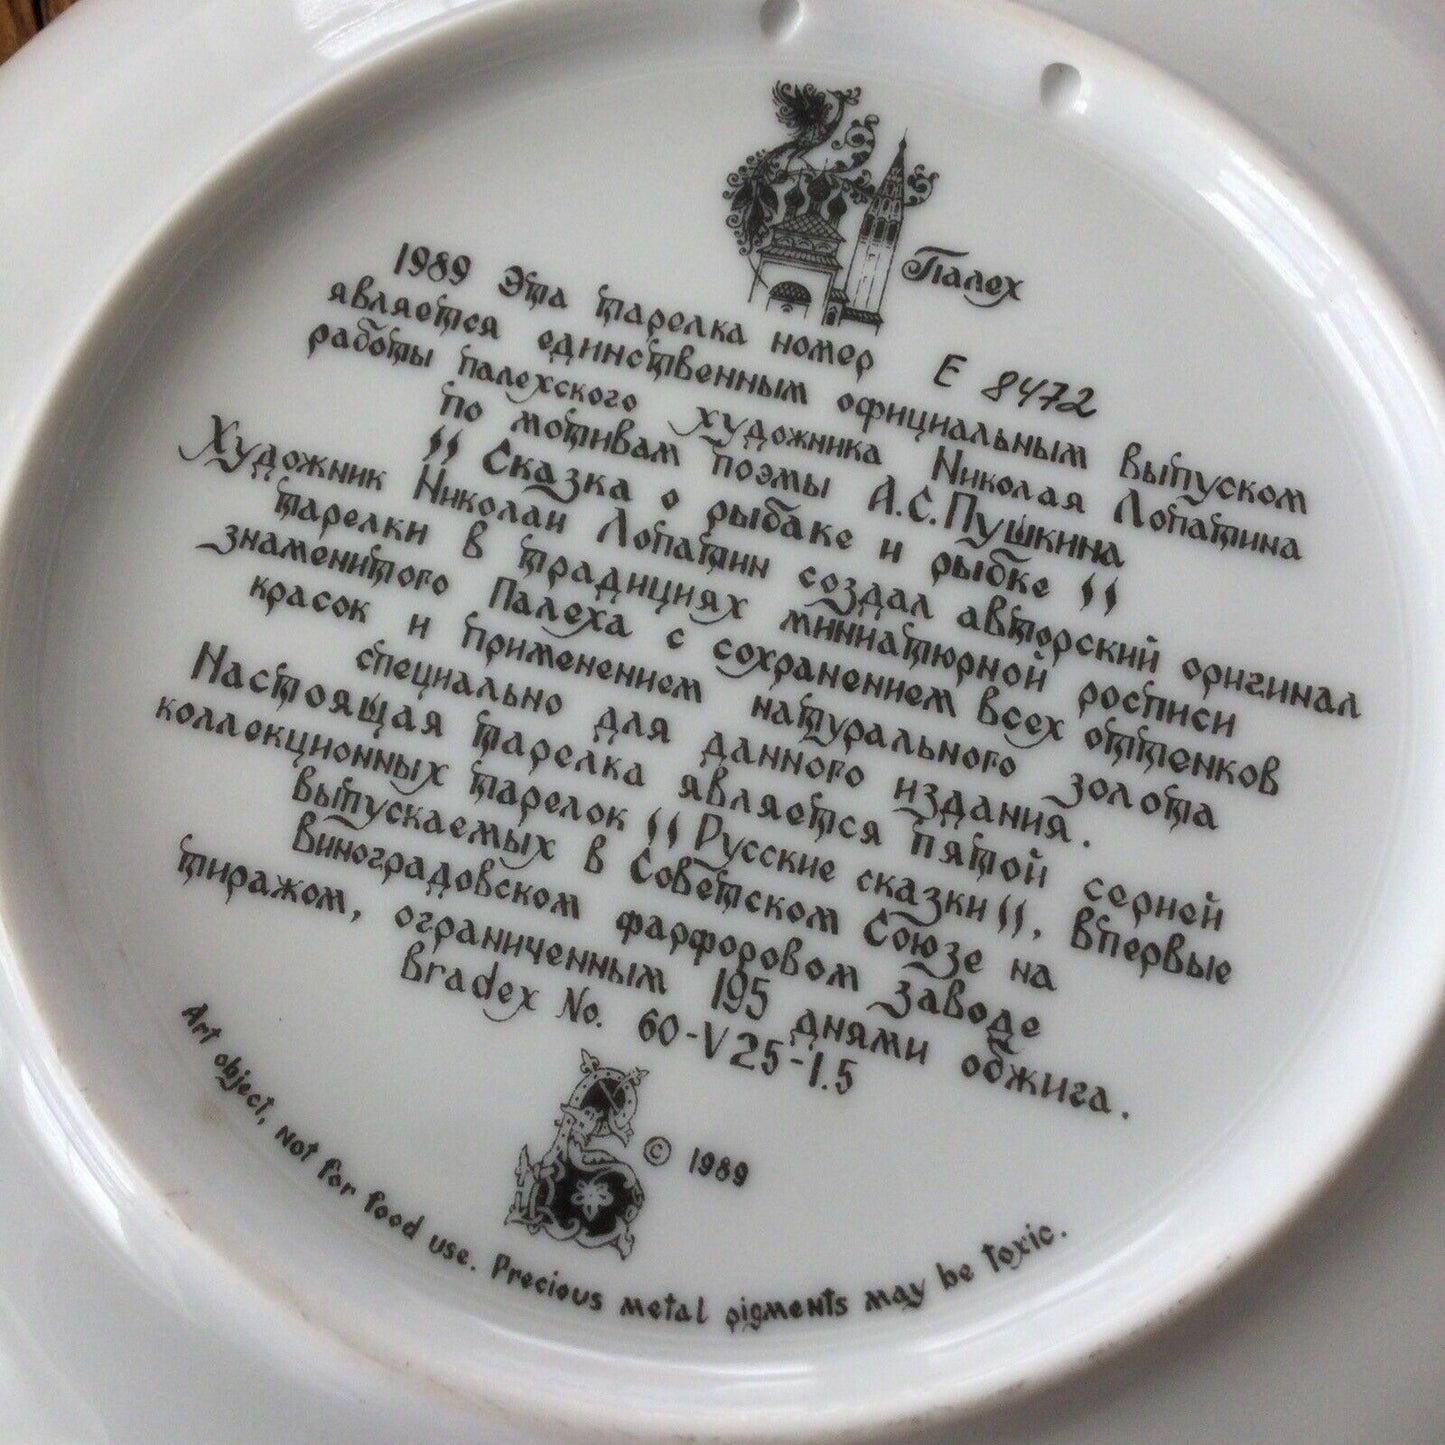 Палех
1989 Эта тарелка номер E 8472
является единственным официальным выпуском
работы палехского художника Николая Лопатина
по мотивам поэмы А.С.Пушкина
"Сказка о рыбаке и рыбке"
Художник Николаи Лопатин создал авторский оригинал
тарелки в традициях миниатюрной росписи
знаменитого Палеха с сохранением всех оттенков
красок и применением натурального золота
специально для данного издания.
Настоящая тарелка является пятой серией
коллекционных тарелок "Русские сказки", впервые
выпускаемых в Советском Союзе на
Виноградовском фарфоровом заводе
тиражом, ограниченным 195 днями обжига.
Bradex No. 60-V25-1.5
© 1989
Art object, not for food use. Precious metal pigments may be toxic.